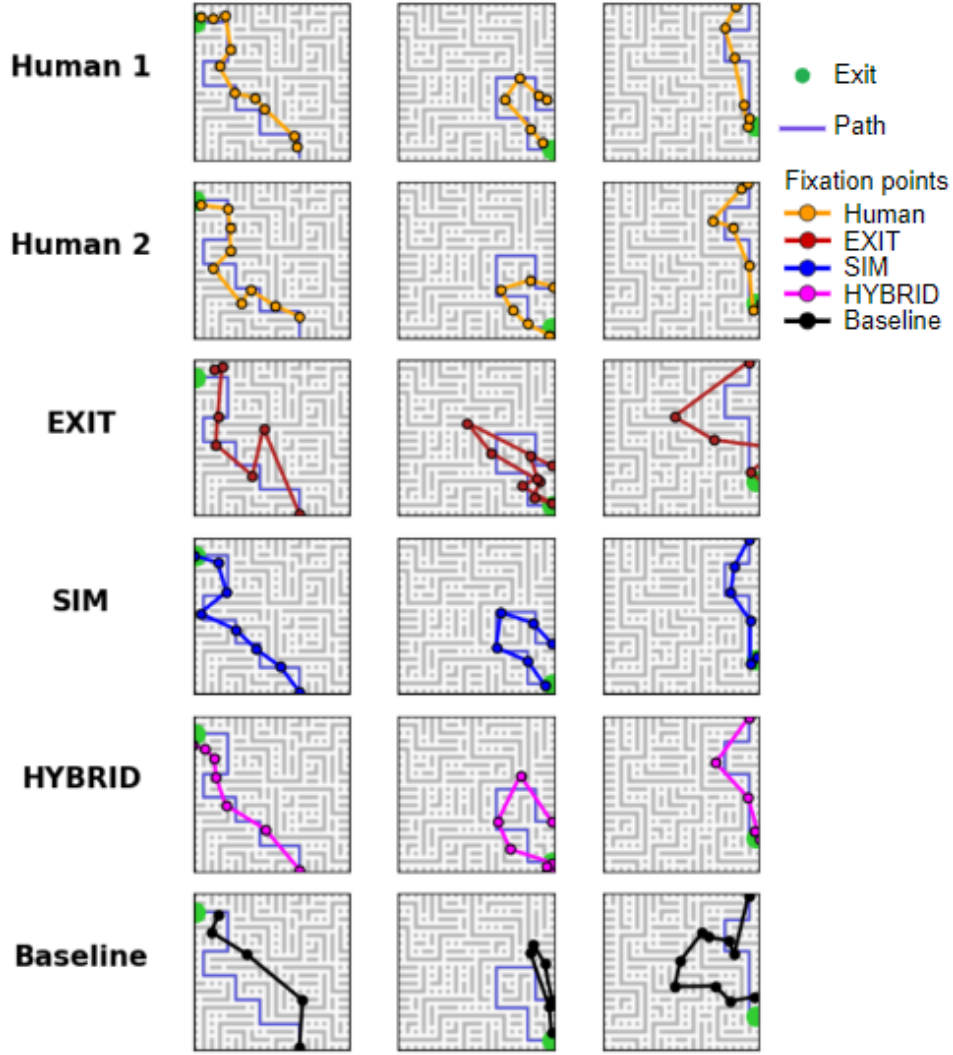 Human 1
Exit
Path
Fixation points
Human
EXIT
SIM
HYBRID
Baseline
Human 2
EXIT
SIM
HYBRID
Baseline